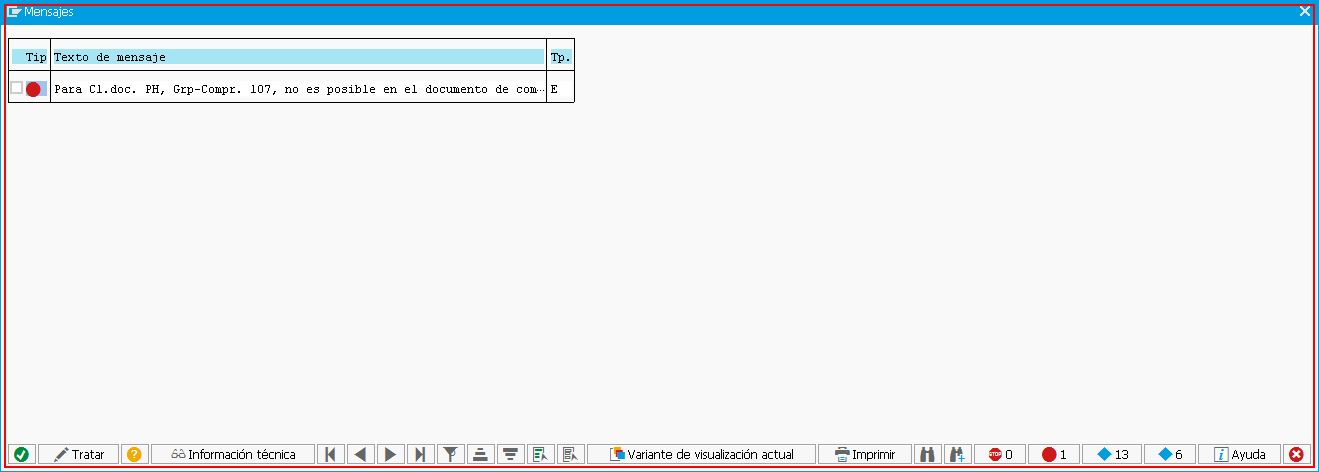 Mensajes
Tip Texto de mensaje Tp.
Para Cl.doc. PH, Grp-Compr. 107, no es posible en el documento de com… E
Tratar ? Información técnica Variante de visualización actual Imprimir STOP 0 1 13 6 i Ayuda